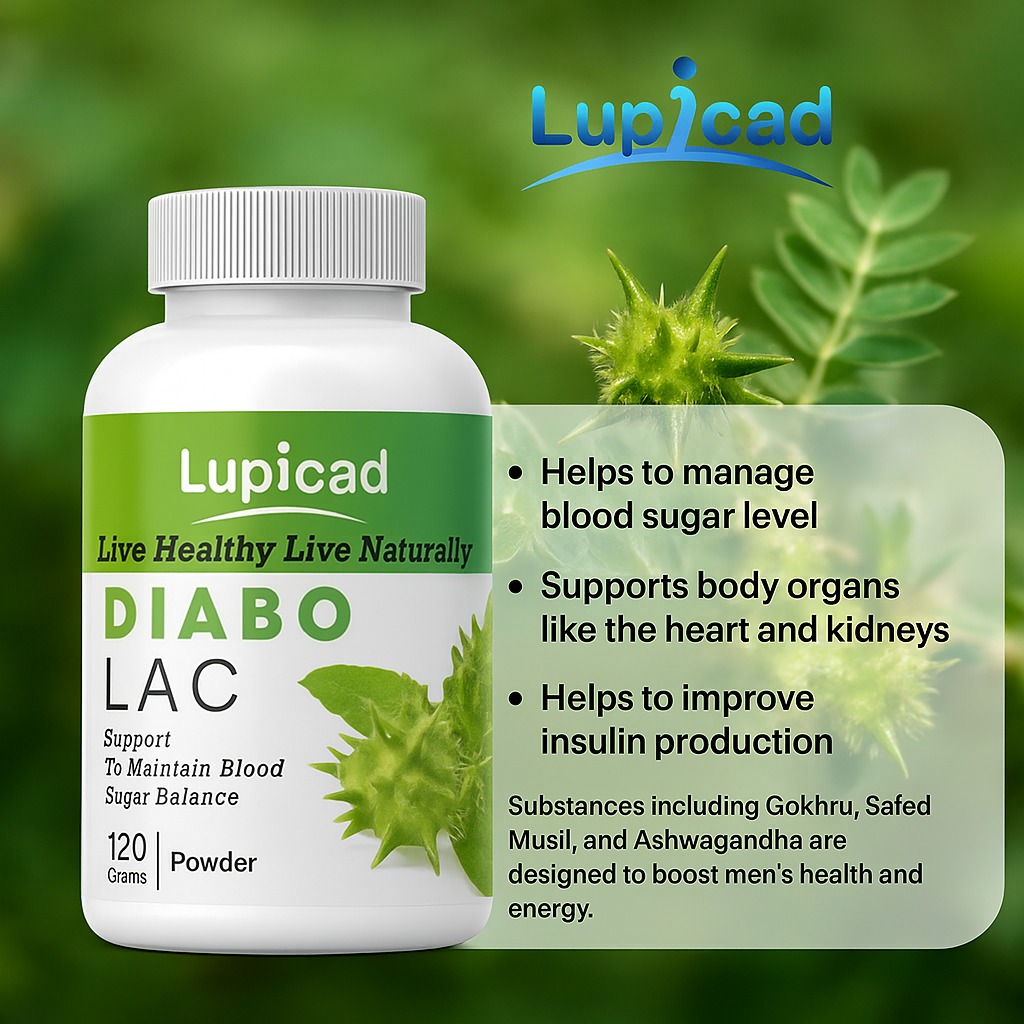 Lupicad
Lupicad
Live Healthy Live Naturally
DIABO
LAC
Support
To Maintain Blood
Sugar Balance
120
Grams
Powder
• Helps to manage
blood sugar level
• Supports body organs
like the heart and kidneys
• Helps to improve
insulin production
Substances including Gokhru, Safed
Musil, and Ashwagandha are
designed to boost men's health and
energy.